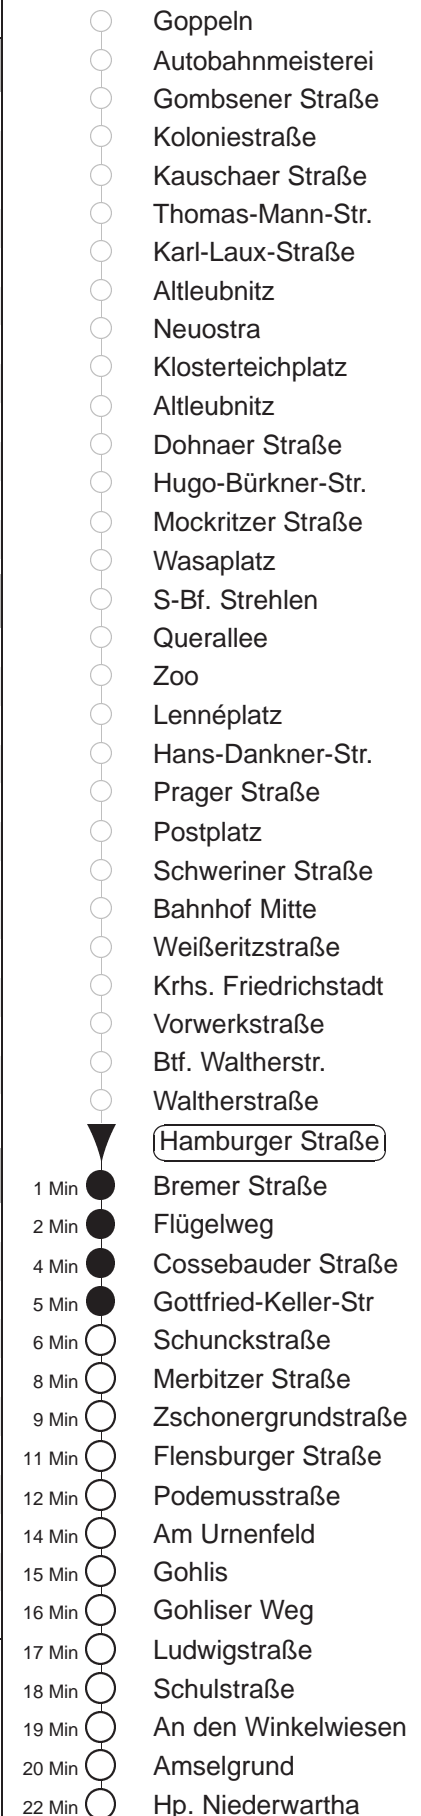 Goppeln
Autobahnmeisterei
Gombsener Straße
Koloniestraße
Kauschaer Straße
Thomas-Mann-Str.
Karl-Laux-Straße
Altleubnitz
Neuostra
Klosterteichplatz
Altleubnitz
Dohnaer Straße
Hugo-Bürkner-Str.
Mockritzer Straße
Wasaplatz
S-Bf. Strehlen
Querallee
Zoo
Lennéplatz
Hans-Dankner-Str.
Prager Straße
Postplatz
Schweriner Straße
Bahnhof Mitte
Weißeritzstraße
Krhs. Friedrichstadt
Vorwerkstraße
Btf. Waltherstr.
Waltherstraße
Hamburger Straße
1 Min Bremer Straße
2 Min Flügelweg
4 Min Cossebauder Straße
5 Min Gottfried-Keller-Str
6 Min Schunckstraße
8 Min Merbitzer Straße
9 Min Zschonergrundstraße
11 Min Flensburger Straße
12 Min Podemusstraße
14 Min Am Urnenfeld
15 Min Gohlis
16 Min Gohliser Weg
17 Min Ludwigstraße
18 Min Schulstraße
19 Min An den Winkelwiesen
20 Min Amselgrund
22 Min Hp. Niederwartha